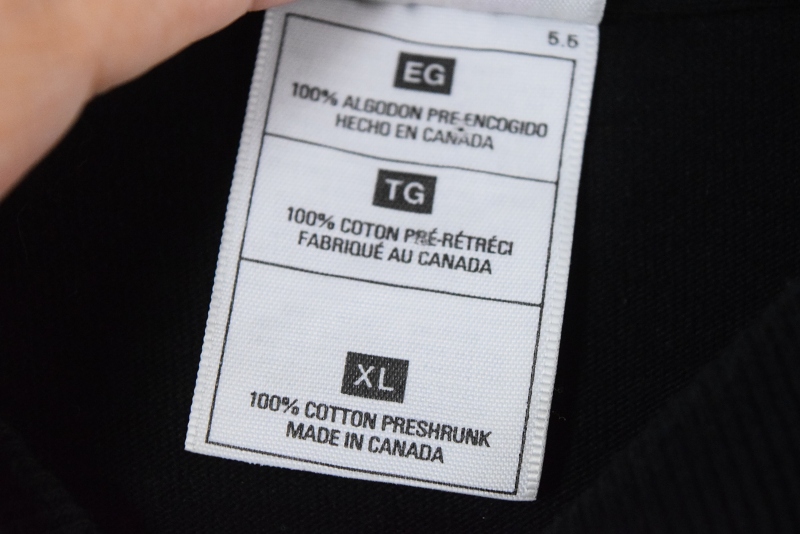 5.5
EG
100% ALGODON PRE-ENCOGIDO
HECHO EN CANADA
TG
100% COTON PRÉ-RÉTRÉCI
FABRIQUÉ AU CANADA
XL
100% COTTON PRESHRUNK
MADE IN CANADA